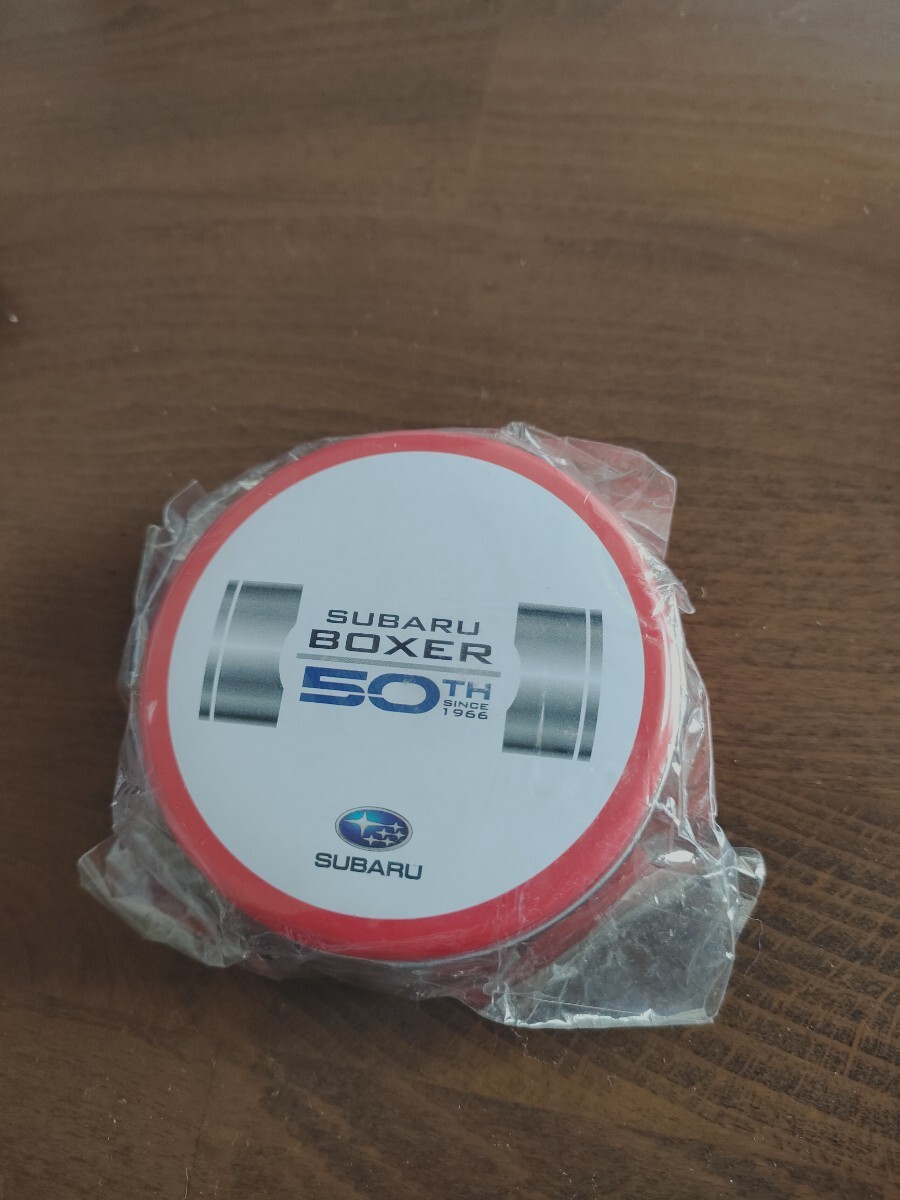 SUBARU
BOXER
50TH
SINCE
1966
SUBARU